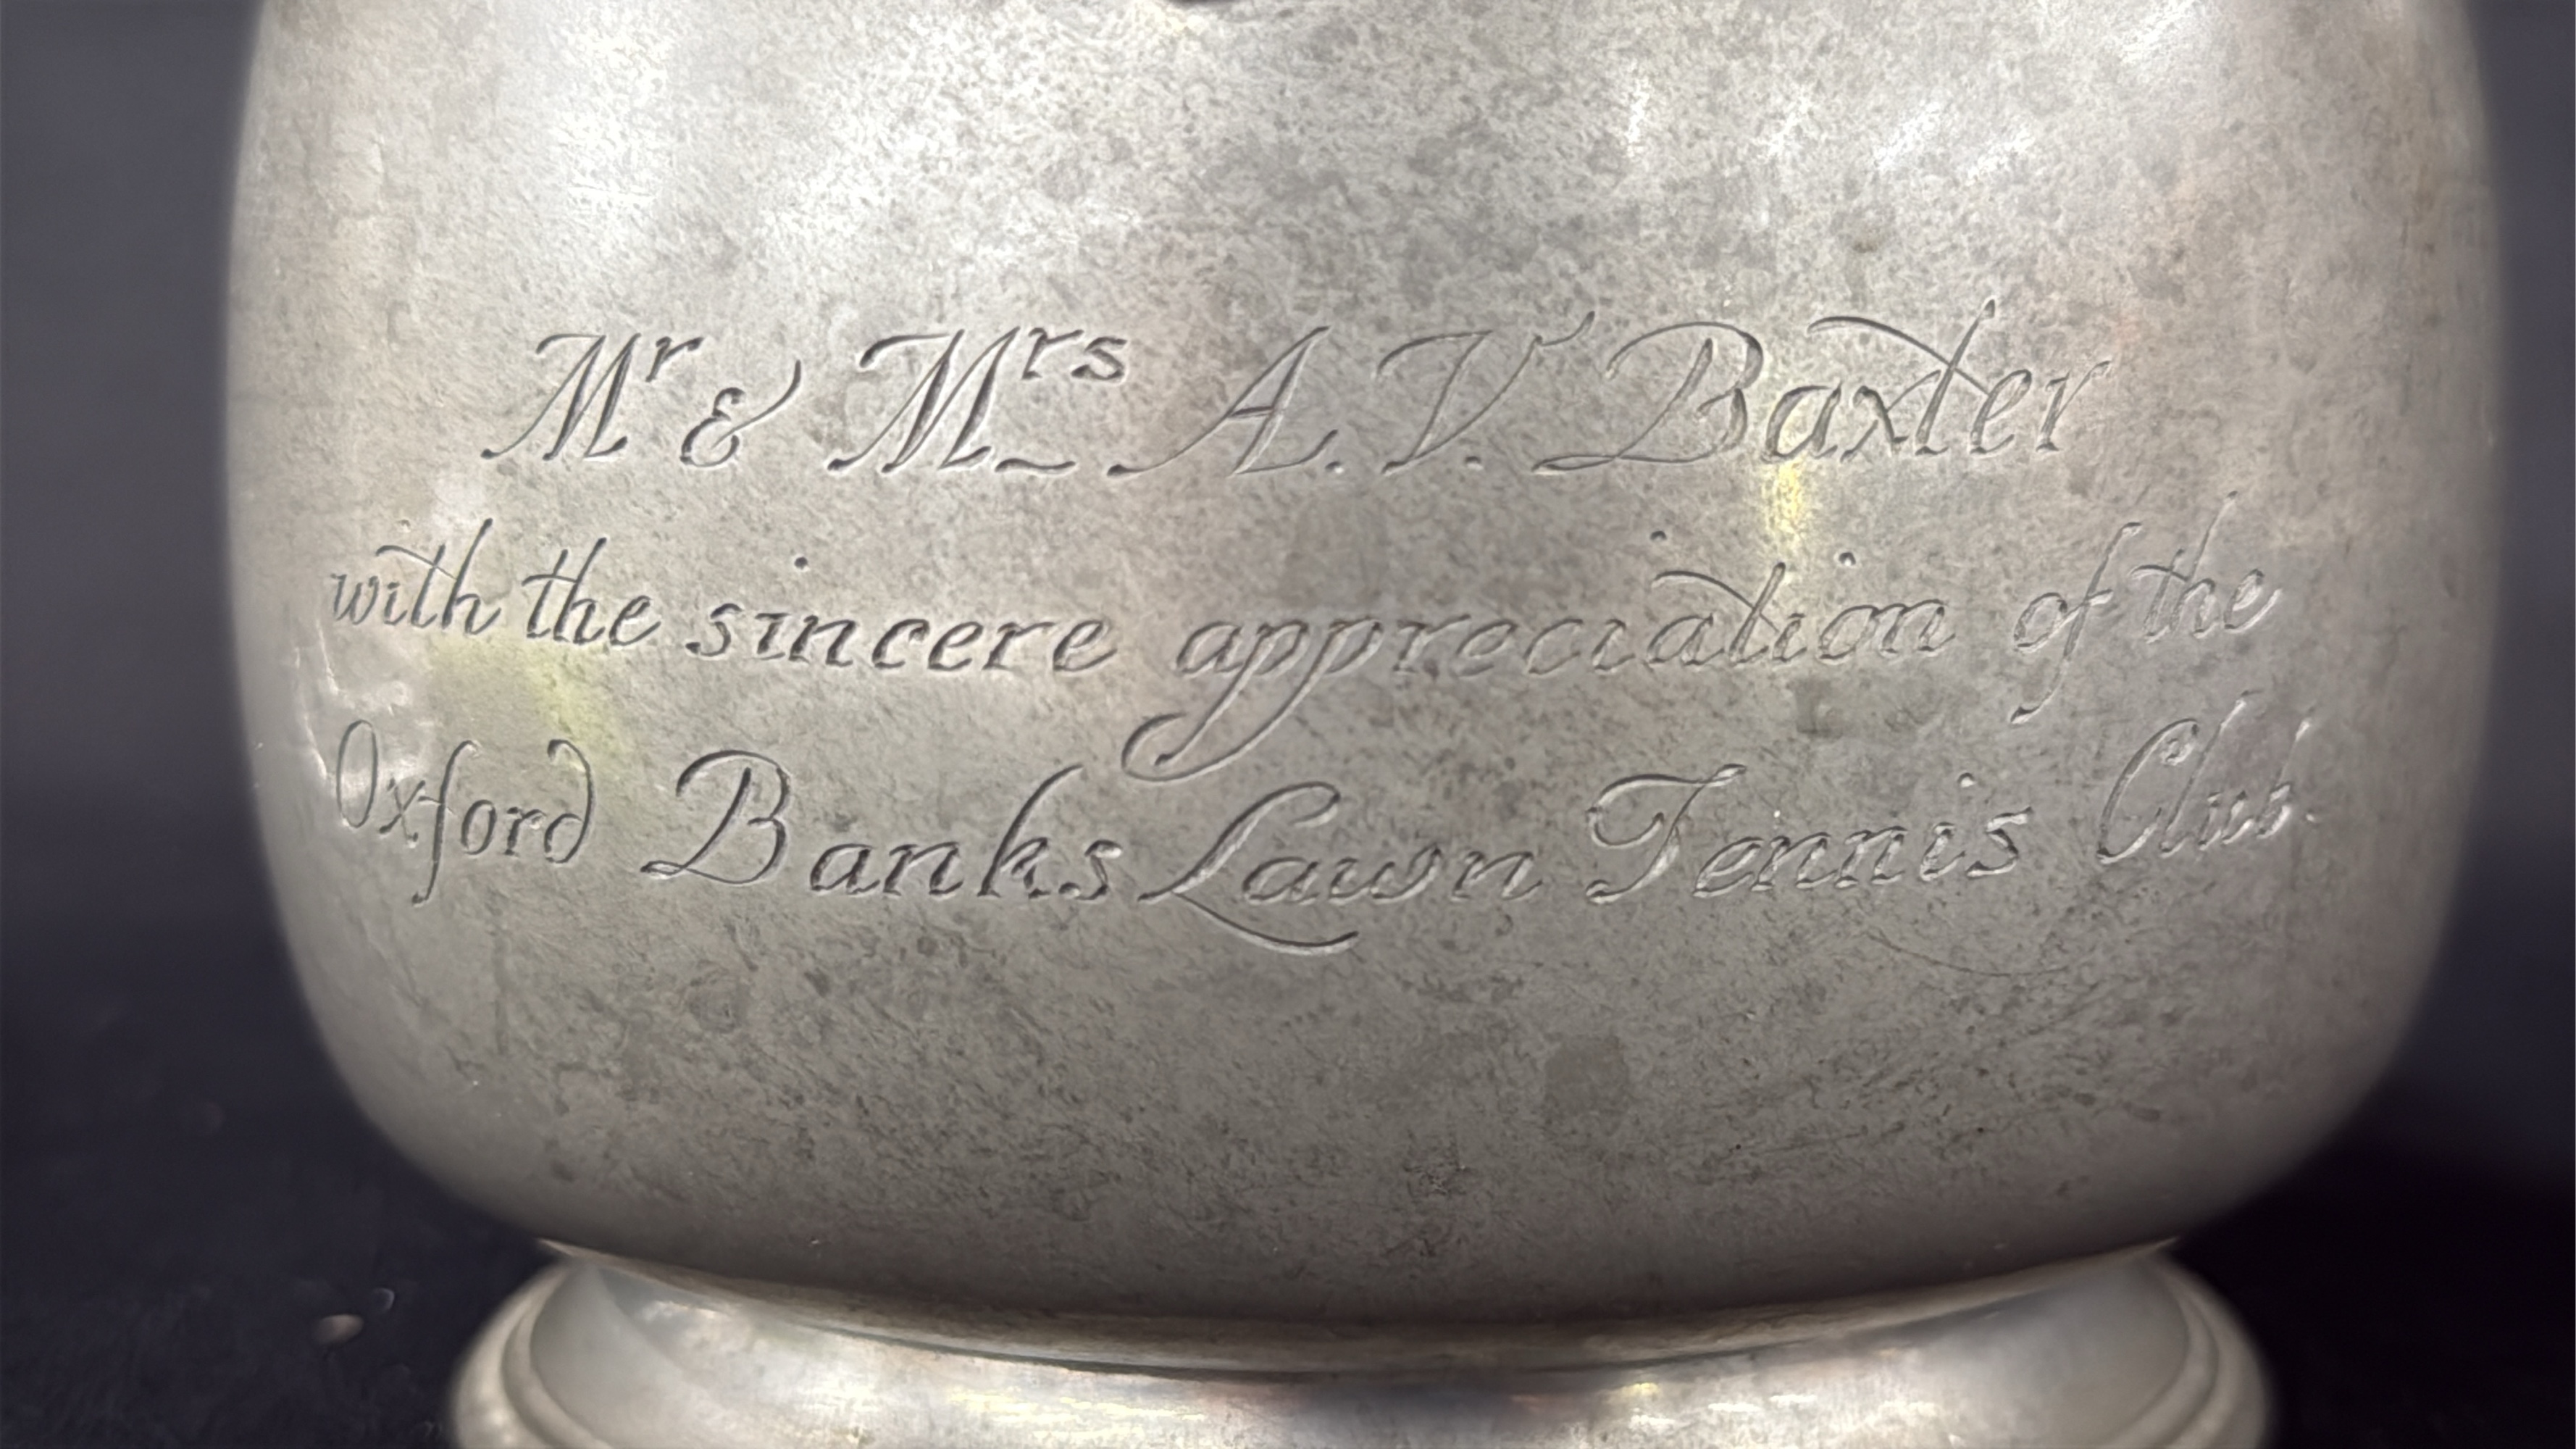 Mr & Mrs A.V. Baxter
with the sincere appreciation of the
Oxford Banks Lawn Tennis Club.